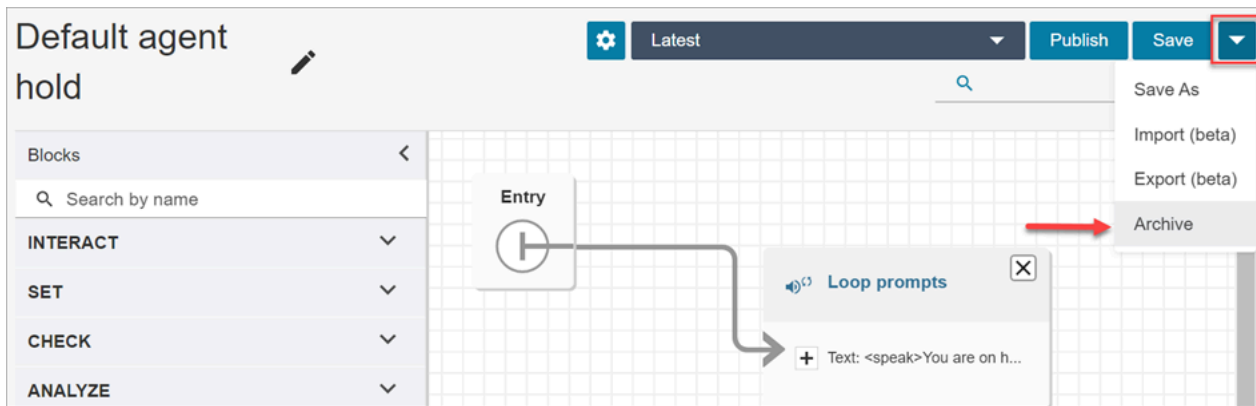 Default agent
hold
Latest
Publish
Save
Save As
Import (beta)
Export (beta)
Archive
Blocks
Search by name
INTERACT
SET
CHECK
ANALYZE
Entry
Loop prompts
Text: <speak>You are on h...